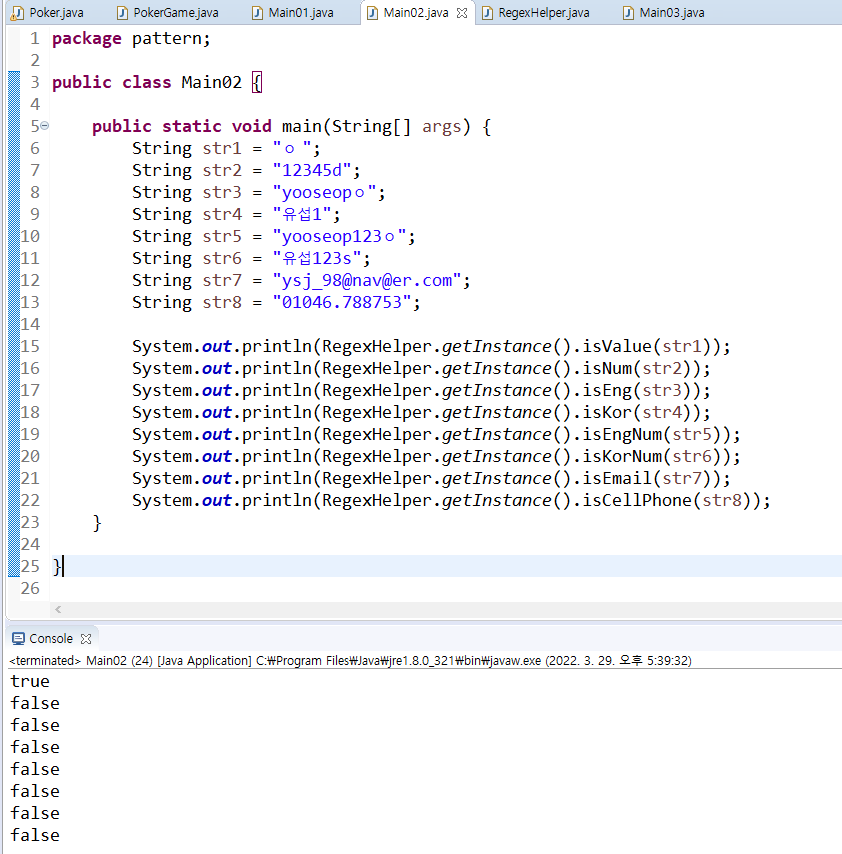 Poker.java PokerGame.java Main01.java Main02.java RegexHelper.java Main03.java
1 package pattern;
2
3 public class Main02 {
4
5 public static void main(String[] args) {
6 String str1 = "ㅇ ";
7 String str2 = "12345d";
8 String str3 = "yooseopㅇ";
9 String str4 = "유섭1";
10 String str5 = "yooseop123ㅇ";
11 String str6 = "유섭123s";
12 String str7 = "ysj_98@nav@er.com";
13 String str8 = "01046.788753";
14
15 System.out.println(RegexHelper.getInstance().isValue(str1));
16 System.out.println(RegexHelper.getInstance().isNum(str2));
17 System.out.println(RegexHelper.getInstance().isEng(str3));
18 System.out.println(RegexHelper.getInstance().isKor(str4));
19 System.out.println(RegexHelper.getInstance().isEngNum(str5));
20 System.out.println(RegexHelper.getInstance().isKorNum(str6));
21 System.out.println(RegexHelper.getInstance().isEmail(str7));
22 System.out.println(RegexHelper.getInstance().isCellPhone(str8));
23 }
24
25 }
26
Console
<terminated> Main02 (24) [Java Application] C:₩Program Files₩Java₩jre1.8.0_321₩bin₩javaw.exe (2022. 3. 29. 오후 5:39:32)
true
false
false
false
false
false
false
false